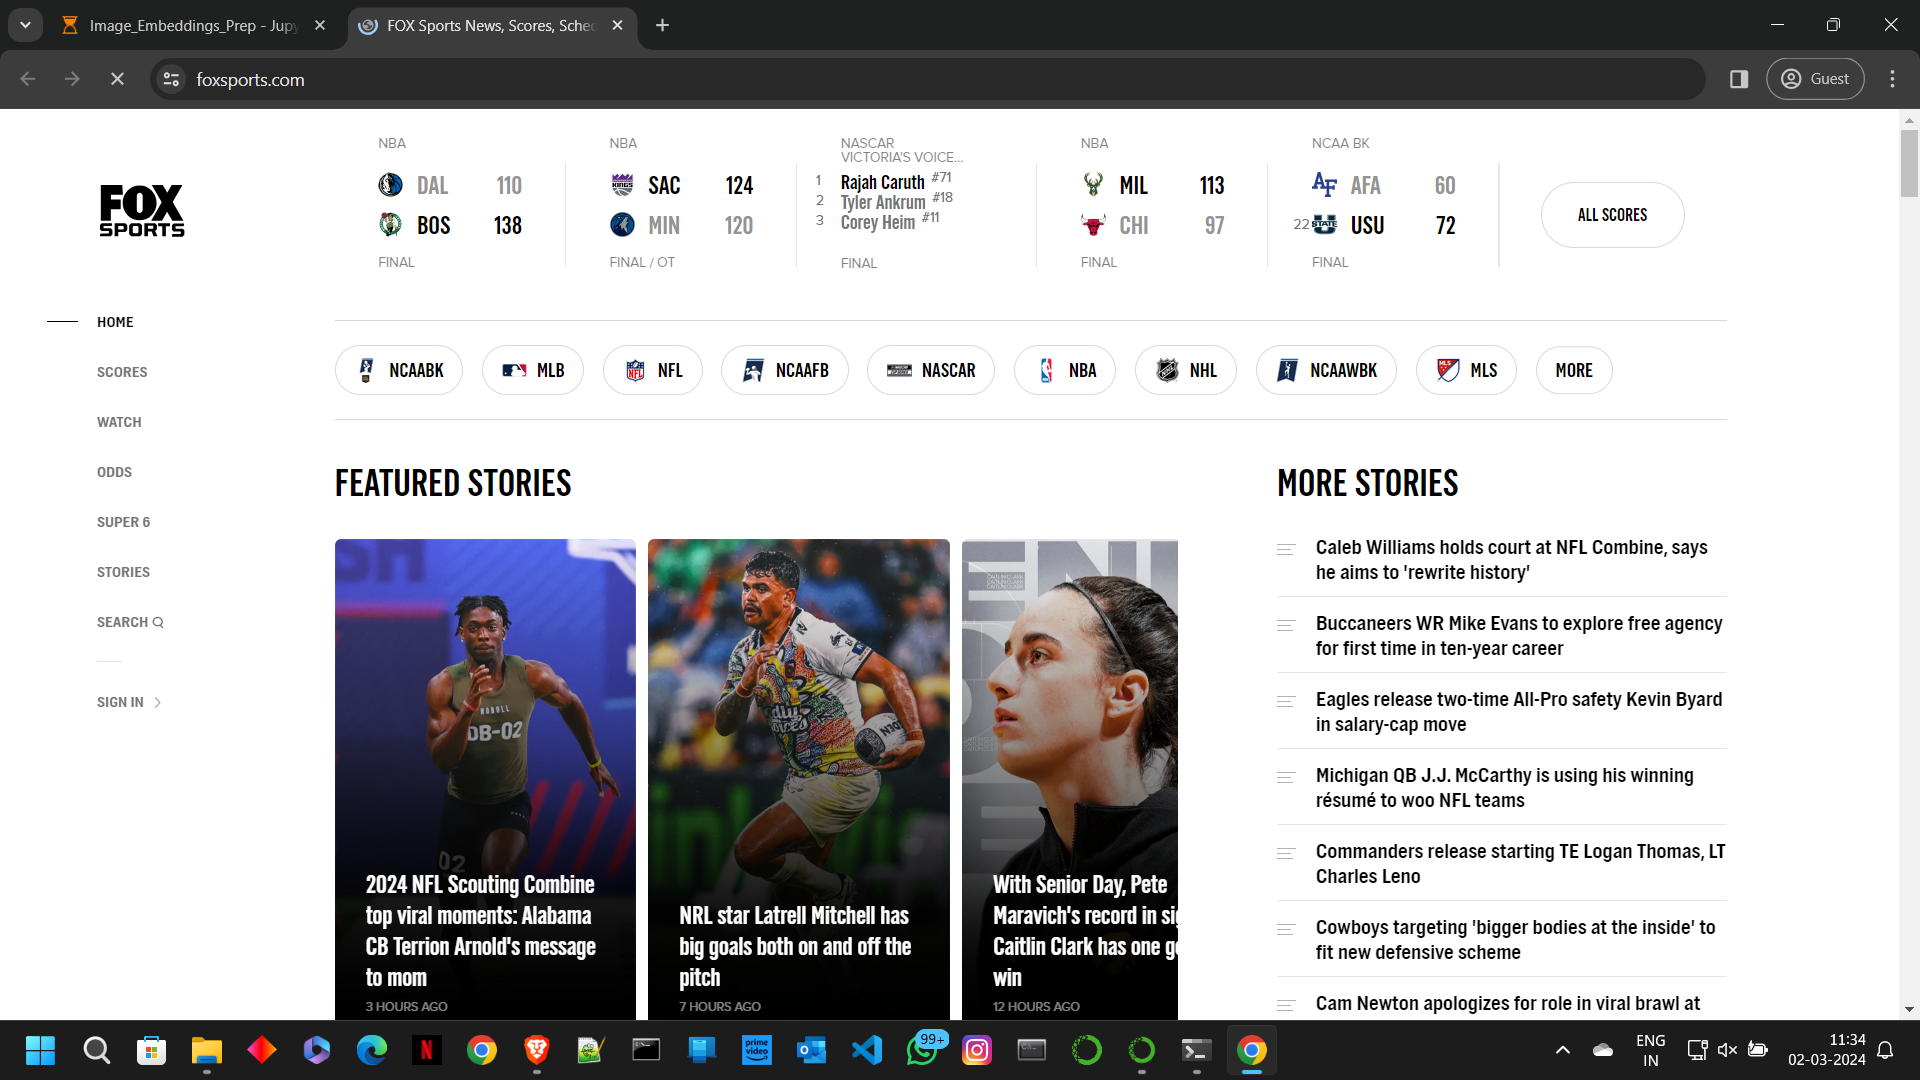 Image_Embeddings_Prep - Jupy
FOX Sports News, Scores, Sched
foxsports.com
Guest
FOX
SPORTS
NBA
DAL 110
BOS 138
FINAL
NBA
SAC 124
MIN 120
FINAL / OT
NASCAR
VICTORIA'S VOICE...
1 Rajah Caruth #71
2 Tyler Ankrum #18
3 Corey Heim #11
FINAL
NBA
MIL 113
CHI 97
FINAL
NCAA BK
AFA 60
22 USU 72
FINAL
ALL SCORES
HOME
SCORES
WATCH
ODDS
SUPER 6
STORIES
SEARCH
SIGN IN
NCAABK
MLB
NFL
NCAAFB
NASCAR
NBA
NHL
NCAAWBK
MLS
MORE
FEATURED STORIES
NOBULL
DB-02
02
2024 NFL Scouting Combine
top viral moments: Alabama
CB Terrion Arnold's message
to mom
3 HOURS AGO
NRL star Latrell Mitchell has
big goals both on and off the
pitch
7 HOURS AGO
With Senior Day, Pete
Maravich's record in sig
Caitlin Clark has one go
win
12 HOURS AGO
MORE STORIES
Caleb Williams holds court at NFL Combine, says
he aims to 'rewrite history'
Buccaneers WR Mike Evans to explore free agency
for first time in ten-year career
Eagles release two-time All-Pro safety Kevin Byard
in salary-cap move
Michigan QB J.J. McCarthy is using his winning
résumé to woo NFL teams
Commanders release starting TE Logan Thomas, LT
Charles Leno
Cowboys targeting 'bigger bodies at the inside' to
fit new defensive scheme
Cam Newton apologizes for role in viral brawl at
99+
prime
video
ENG
IN
11:34
02-03-2024